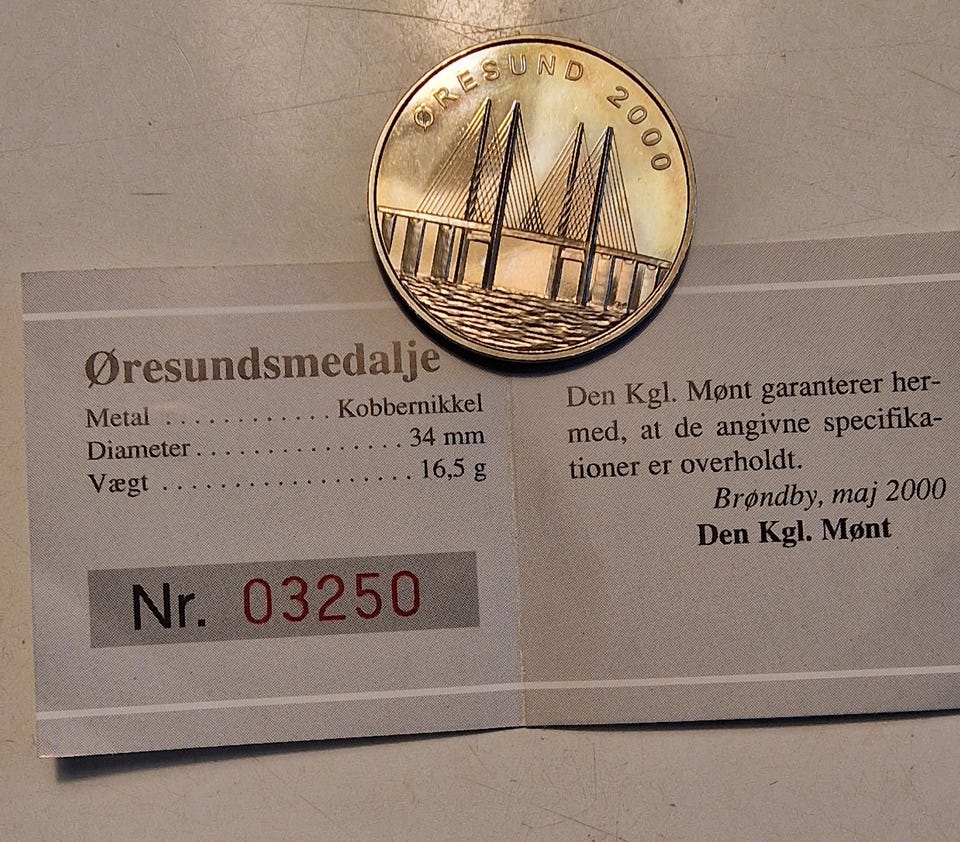 ØRESUND 2000
Øresundsmedalje
Metal ............ Kobbernikkel
Diameter ................ 34 mm
Vægt ................... 16,5 g
Nr. 03250
Den Kgl. Mønt garanterer her-
med, at de angivne specifika-
tioner er overholdt.
Brøndby, maj 2000
Den Kgl. Mønt